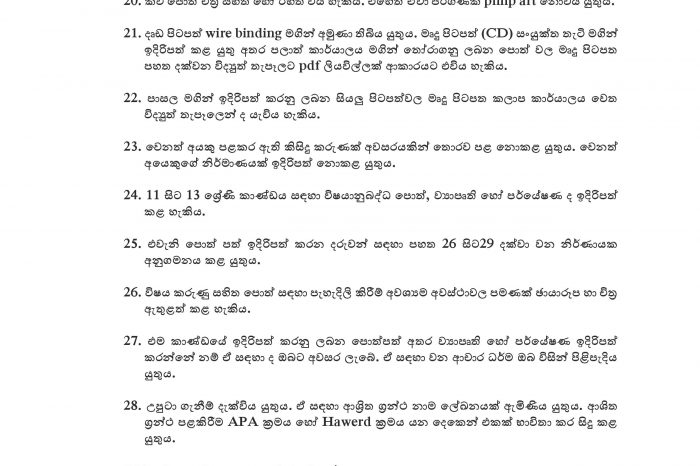 21. දෘඩ පිටපත් wire binding මගින් අමුණා තිබිය යුතුය. මෘදු පිටපත් (CD) සංයුක්ත තැටි මගින්
ඉදිරිපත් කළ යුතු අතර පළාත් කාර්යාලය මගින් තෝරාගනු ලබන පොත් වල මෘදු පිටපත
පහත දක්වන විද්‍යුත් තැපෑලට pdf ලියවිල්ලක් ආකාරයට එවිය හැකිය.
22. පාසල මගින් ඉදිරිපත් කරනු ලබන සියලු පිටපත්වල මෘදු පිටපත කලාප කාර්යාලය වෙත
විද්‍යුත් තැපෑලෙන් ද යැවිය හැකිය.
23. වෙනත් අයකු පළකර ඇති කිසිදු කරුණක් අවසරයකින් තොරව පළ නොකළ යුතුය. වෙනත්
අයෙකුගේ නිර්මාණයක් ඉදිරිපත් නොකළ යුතුය.
24. 11 සිට 13 ශ්‍රේණි කාණ්ඩය සඳහා විෂයානුබද්ධ පොත්, ව්‍යාපෘති හෝ පර්යේෂණ ද ඉදිරිපත්
කළ හැකිය.
25. එවැනි පොත් පත් ඉදිරිපත් කරන දරුවන් සඳහා පහත 26 සිට29 දක්වා වන නිර්ණායක
අනුගමනය කළ යුතුය.
26. විෂය කරුණු සහිත පොත් සඳහා පැහැදිලි කිරීම් අවශ්‍යම අවස්ථාවල පමණක් ඡායාරූප හා චිත්‍ර
ඇතුළත් කළ හැකිය.
27. එම කාණ්ඩයේ ඉදිරිපත් කරනු ලබන පොත්පත් අතර ව්‍යාපෘති හෝ පර්යේෂණ ඉදිරිපත්
කරන්නේ නම් ඒ සඳහා ද ඔබට අවසර ලැබේ. ඒ සඳහා වන ආචාර ධර්ම ඔබ විසින් පිළිපැදිය
යුතුය.
28. උපුටා ගැනීම් දැක්විය යුතුය. ඒ සඳහා ආශ්‍රිත ග්‍රන්ථ නාම ලේඛනයක් ඇමිණිය යුතුය. ආශිත
ග්‍රන්ථ පළකිරීම APA ක්‍රමය හෝ Hawerd ක්‍රමය යන දෙකෙන් එකක් භාවිතා කර සිදු කළ
යුතුය.